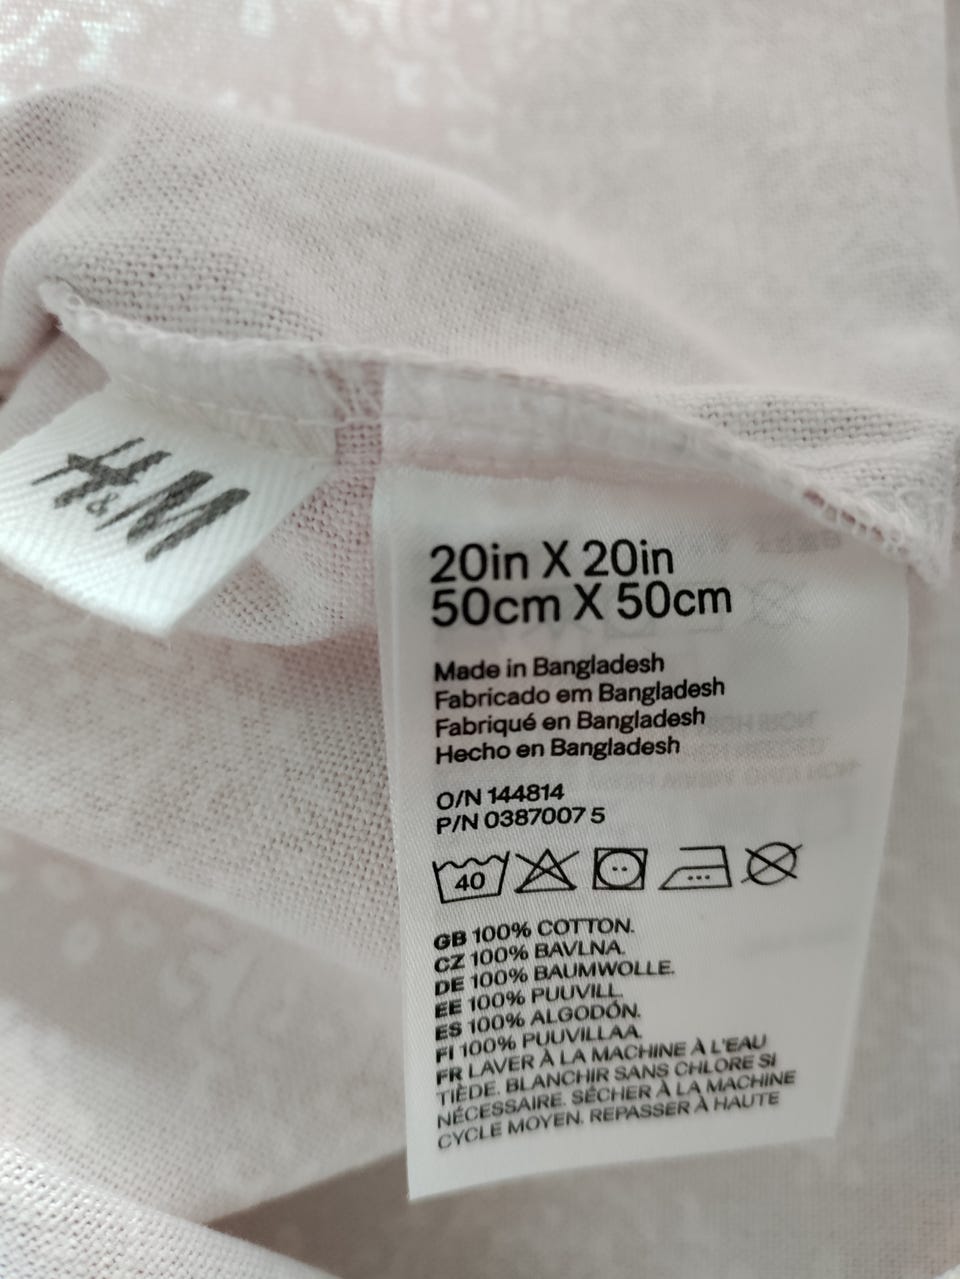 H&M
20in X 20in
50cm X 50cm
Made in Bangladesh
Fabricado em Bangladesh
Fabriqué en Bangladesh
Hecho en Bangladesh
O/N 144814
P/N 0387007 5
40
GB 100% COTTON.
CZ 100% BAVLNA.
DE 100% BAUMWOLLE.
EE 100% PUUVILL.
ES 100% ALGODÓN.
FI 100% PUUVILLAA.
FR LAVER À LA MACHINE À L'EAU
TIÈDE. BLANCHIR SANS CHLORE SI
NÉCESSAIRE. SÉCHER À LA MACHINE
CYCLE MOYEN. REPASSER À HAUTE